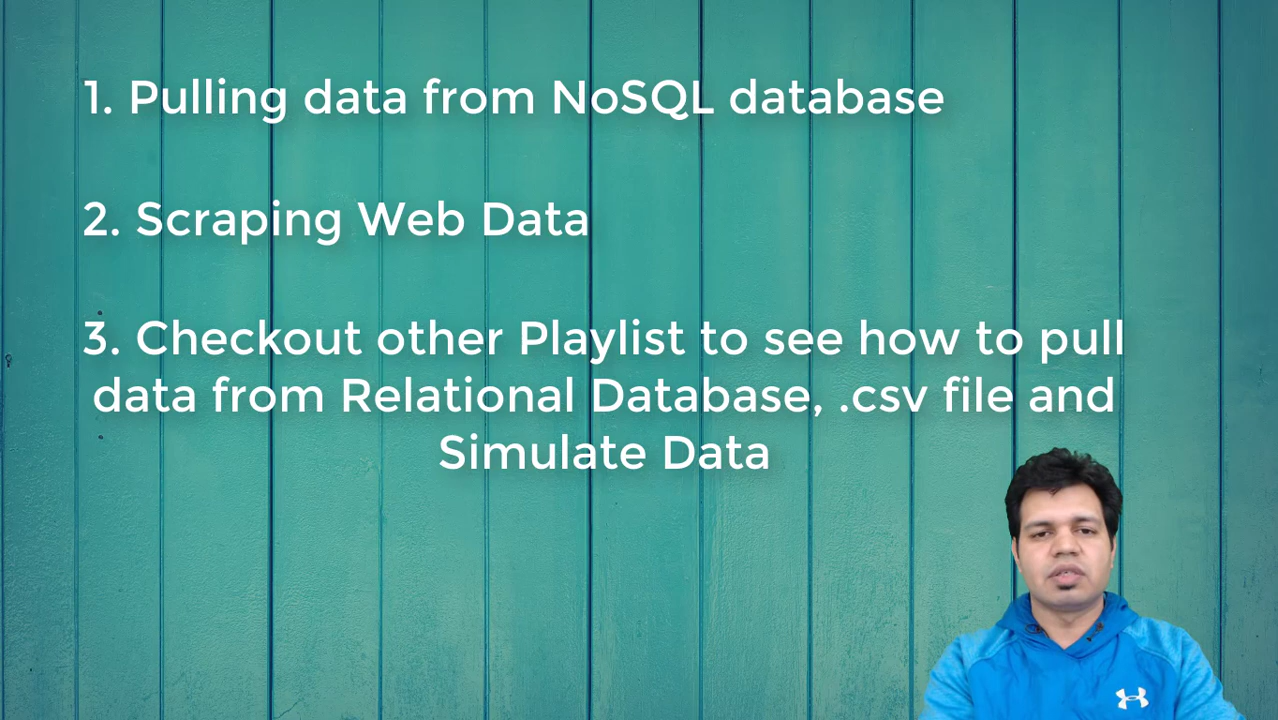 1. Pulling data from NoSQL database
2. Scraping Web Data
3. Checkout other Playlist to see how to pull
data from Relational Database, .csv file and
Simulate Data